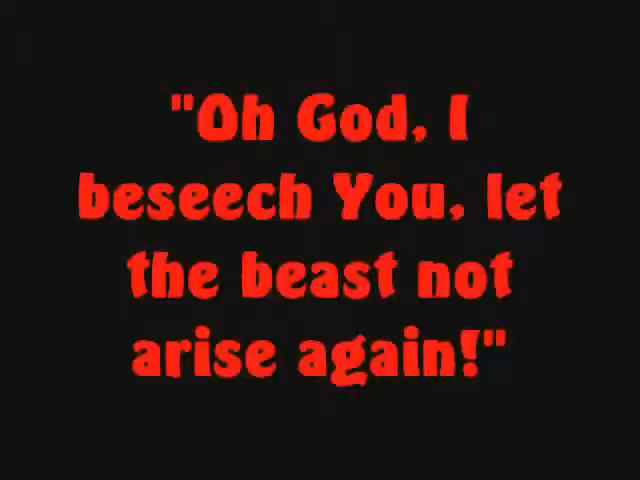 "Oh God, I
beseech You, let
the beast not
arise again!"